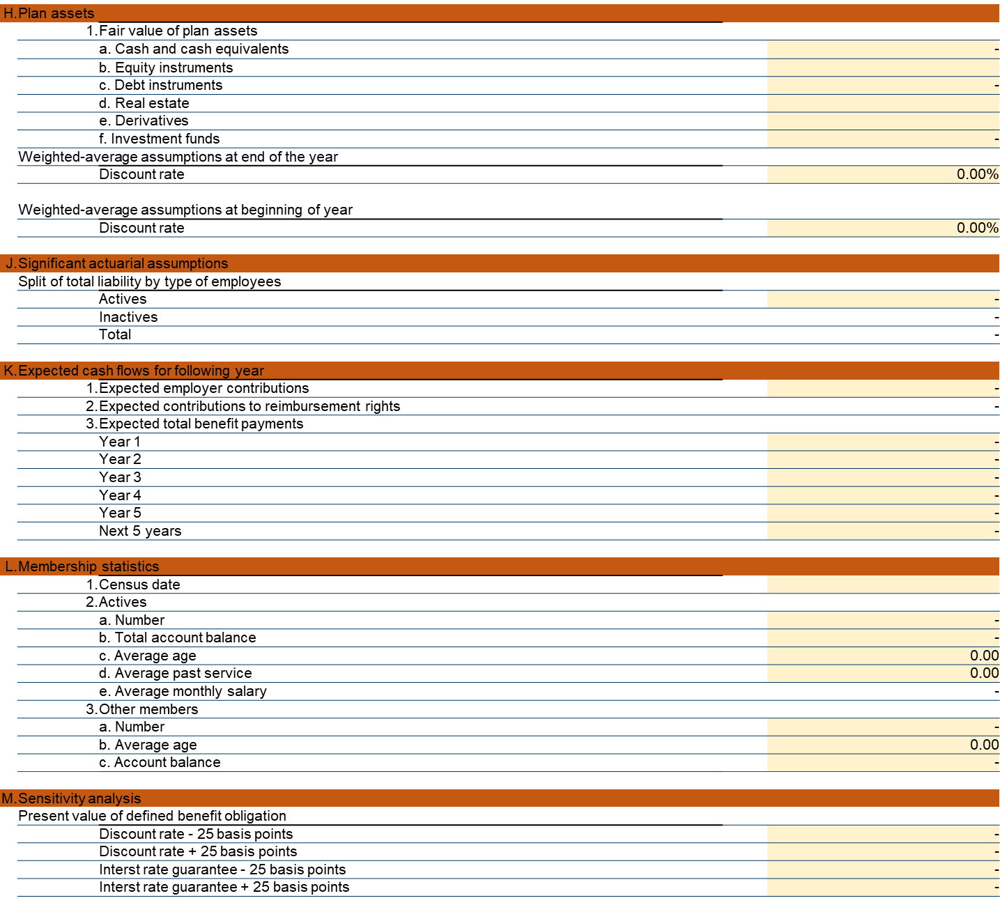 H. Plan assets
1. Fair value of plan assets
a. Cash and cash equivalents -
b. Equity instruments
c. Debt instruments -
d. Real estate
e. Derivatives
f. Investment funds -
Weighted-average assumptions at end of the year
Discount rate 0.00%
Weighted-average assumptions at beginning of year
Discount rate 0.00%
J. Significant actuarial assumptions
Split of total liability by type of employees
Actives -
Inactives -
Total -
K. Expected cash flows for following year
1. Expected employer contributions -
2. Expected contributions to reimbursement rights -
3. Expected total benefit payments
Year 1 -
Year 2 -
Year 3 -
Year 4 -
Year 5 -
Next 5 years -
L. Membership statistics
1. Census date
2. Actives
a. Number -
b. Total account balance -
c. Average age 0.00
d. Average past service 0.00
e. Average monthly salary -
3. Other members
a. Number -
b. Average age 0.00
c. Account balance -
M. Sensitivity analysis
Present value of defined benefit obligation
Discount rate - 25 basis points -
Discount rate + 25 basis points -
Interst rate guarantee - 25 basis points -
Interst rate guarantee + 25 basis points -